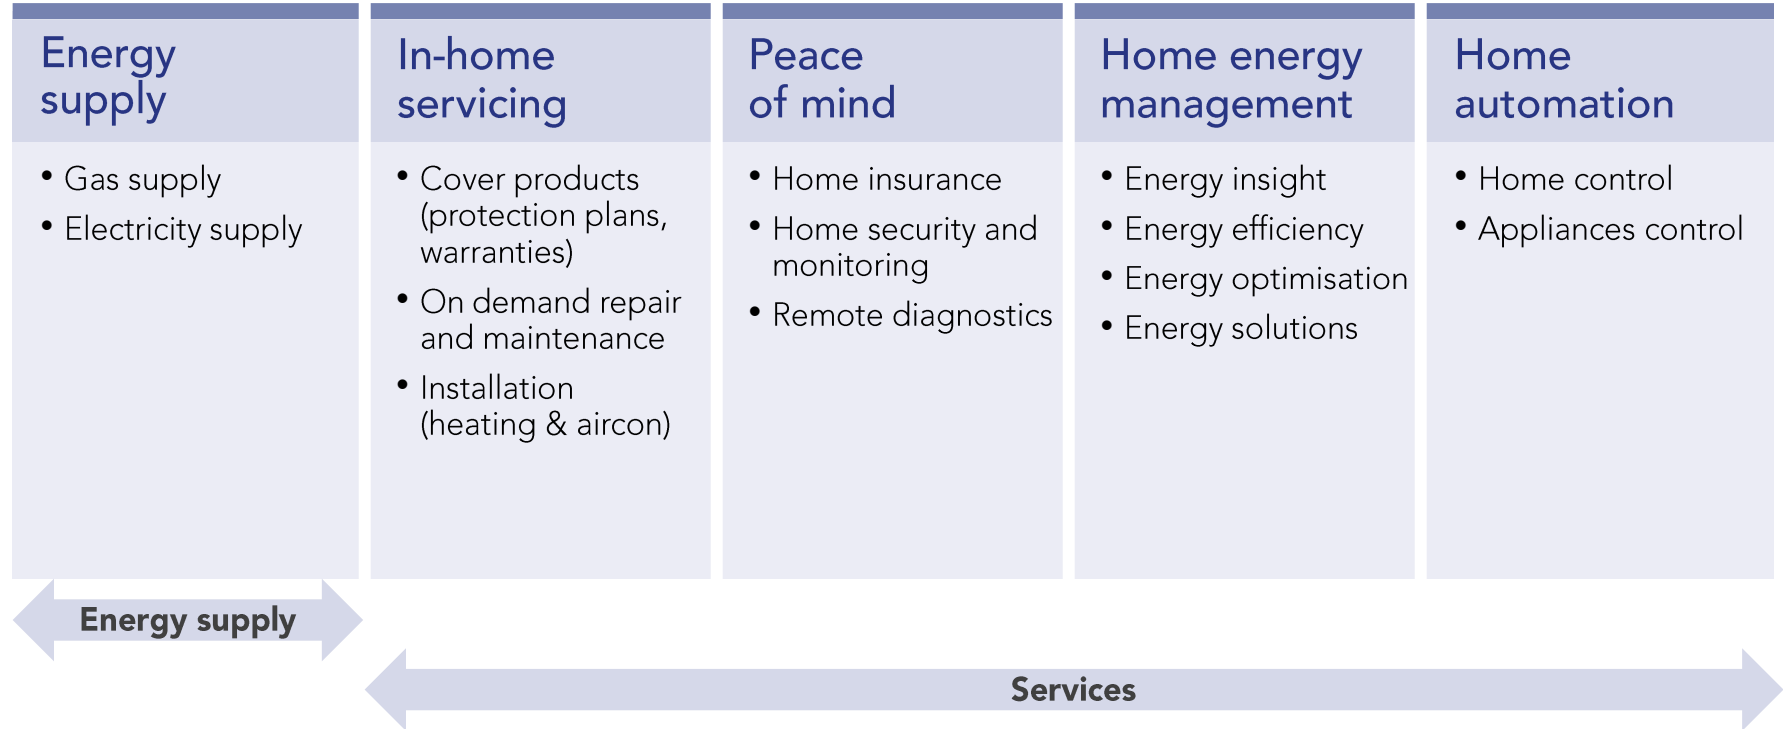 Energy
supply
• Gas supply
• Electricity supply
In-home
servicing
• Cover products
(protection plans,
warranties)
• On demand repair
and maintenance
• Installation
(heating & aircon)
Peace
of mind
• Home insurance
• Home security and
monitoring
• Remote diagnostics
Home energy
management
• Energy insight
• Energy efficiency
• Energy optimisation
• Energy solutions
Home
automation
• Home control
• Appliances control
Energy supply
Services